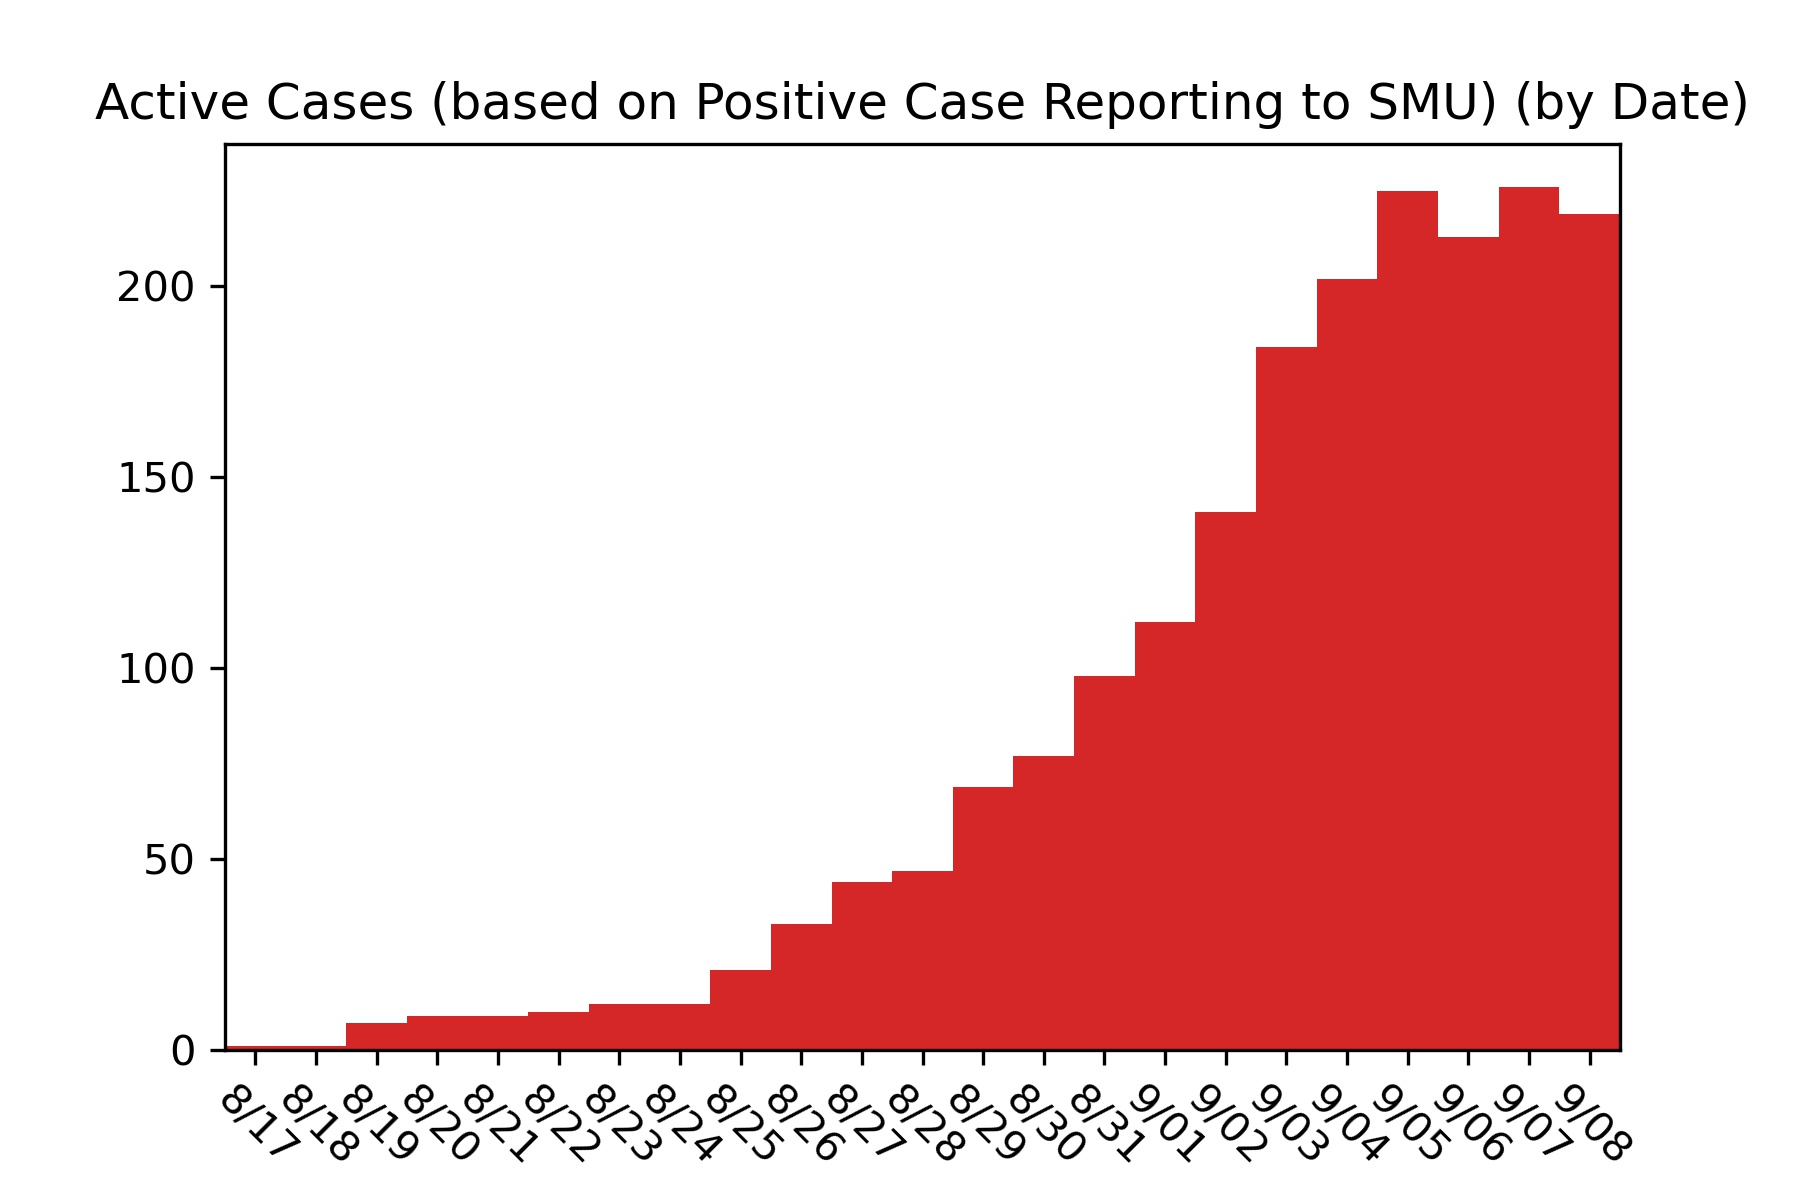 Active Cases (based on Positive Case Reporting to SMU) (by Date)
200
150
100
50
0
8/17 8/18 8/19 8/20 8/21 8/22 8/23 8/24 8/25 8/26 8/27 8/28 8/29 8/30 8/31 9/01 9/02 9/03 9/04 9/05 9/06 9/07 9/08